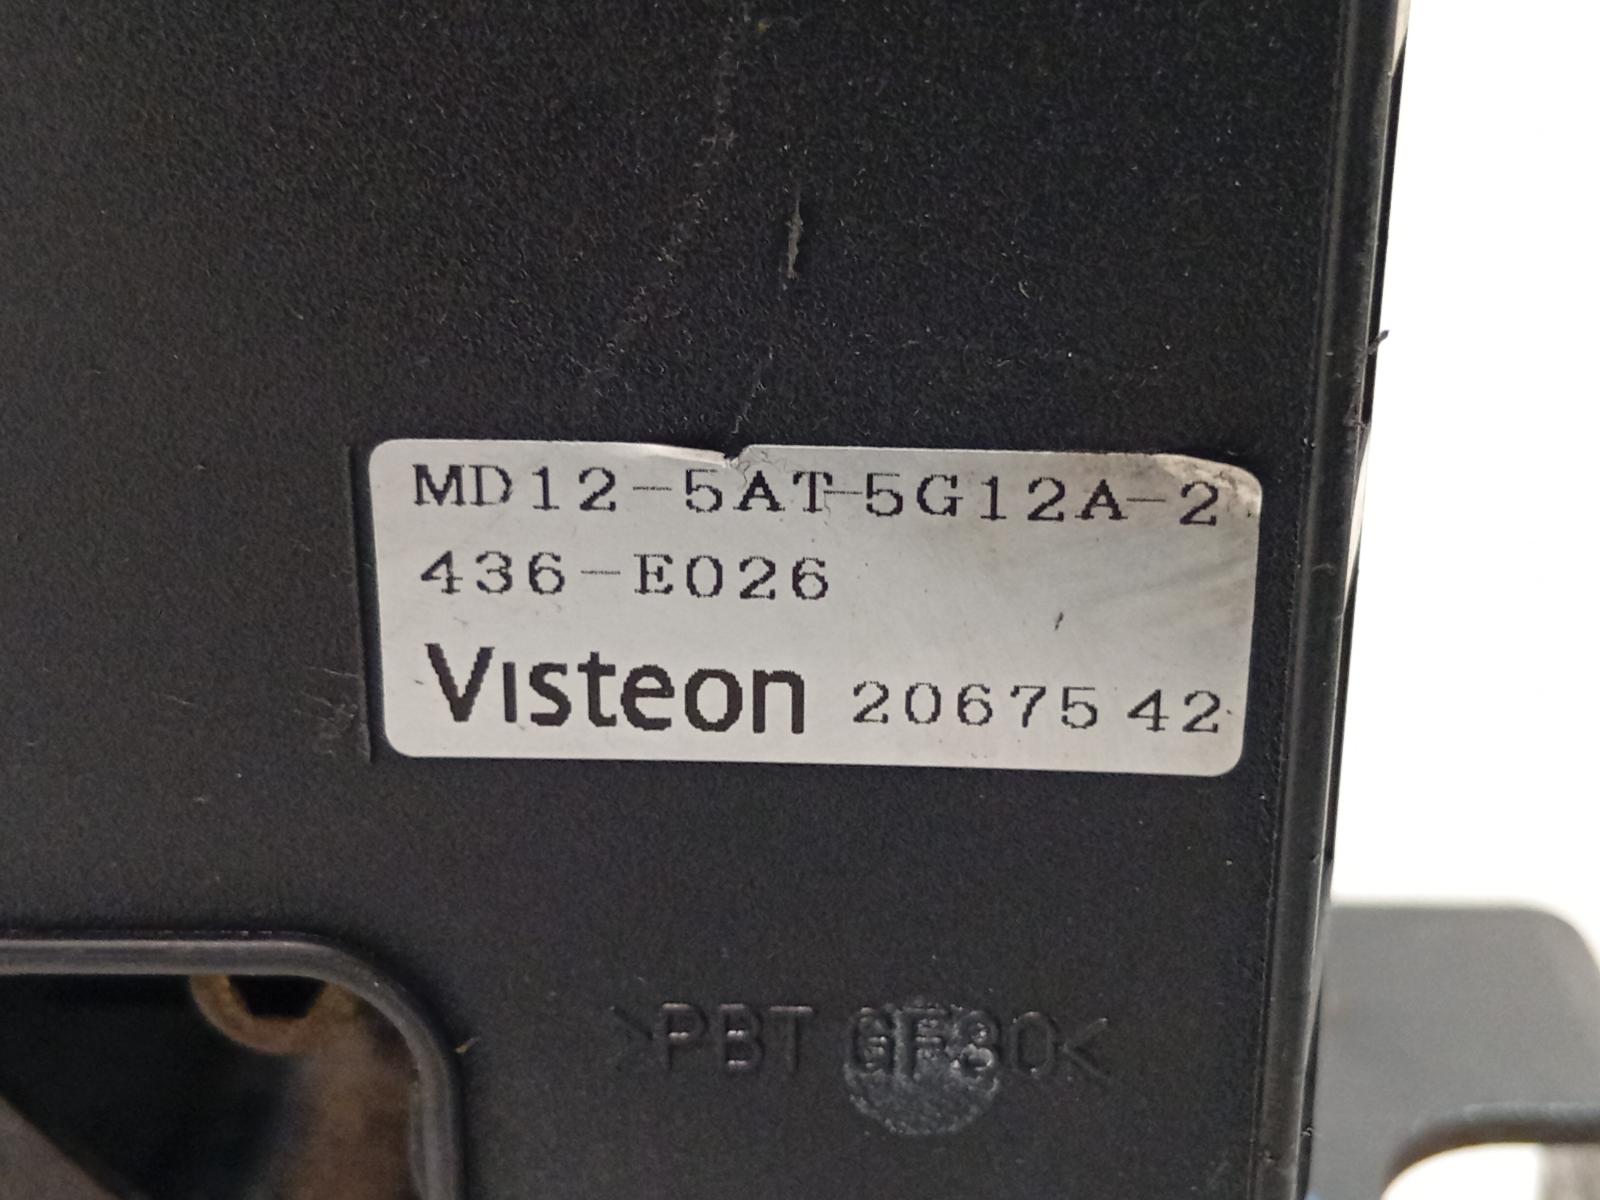 MD12-5AT-5G12A-2
436-E026
Visteon 2067542
>PBT GF30<